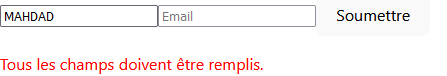 MAHDAD Email Soumettre
Tous les champs doivent être remplis.